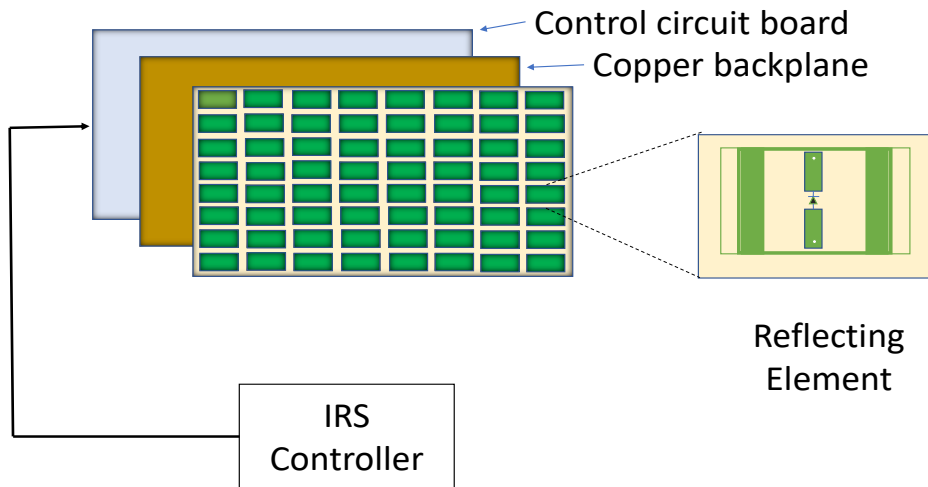 Control circuit board
Copper backplane
Reflecting
Element
IRS
Controller